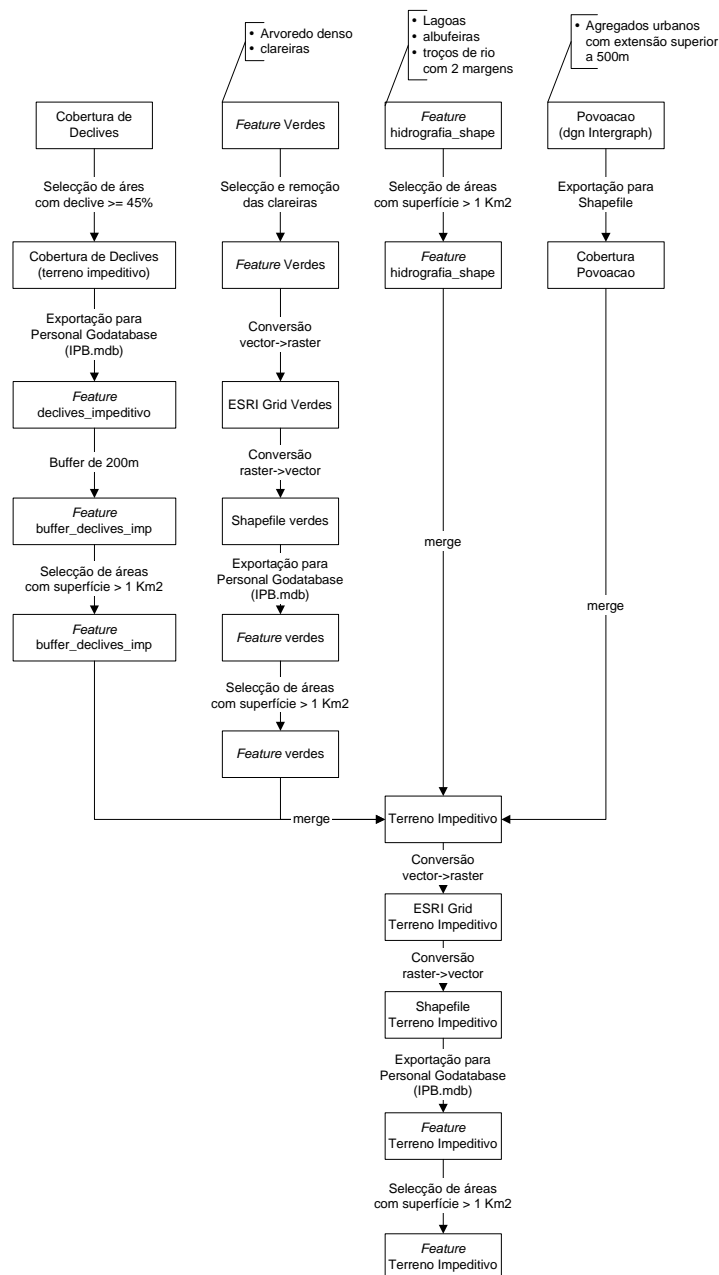 • Arvoredo denso
• clareiras
• Lagoas
• albufeiras
• troços de rio
com 2 margens
• Agregados urbanos
com extensão superior
a 500m
Cobertura de
Declives
Feature Verdes
Feature
hidrografia_shape
Povoacao
(dgn Intergraph)
Selecção de áres
com declive >= 45%
Selecção e remoção
das clareiras
Selecção de áreas
com superfície > 1 Km2
Exportação para
Shapefile
Cobertura de Declives
(terreno impeditivo)
Feature Verdes
Feature
hidrografia_shape
Cobertura
Povoacao
Exportação para
Personal Godatabase
(IPB.mdb)
Conversão
vector->raster
Feature
declives_impeditivo
ESRI Grid Verdes
Buffer de 200m
Conversão
raster->vector
Feature
buffer_declives_imp
Shapefile verdes
merge
Selecção de áreas
com superfície > 1 Km2
Exportação para
Personal Godatabase
(IPB.mdb)
merge
Feature
buffer_declives_imp
Feature verdes
Selecção de áreas
com superfície > 1 Km2
Feature verdes
merge
Terreno Impeditivo
Conversão
vector->raster
ESRI Grid
Terreno Impeditivo
Conversão
raster->vector
Shapefile
Terreno Impeditivo
Exportação para
Personal Godatabase
(IPB.mdb)
Feature
Terreno Impeditivo
Selecção de áreas
com superfície > 1 Km2
Feature
Terreno Impeditivo